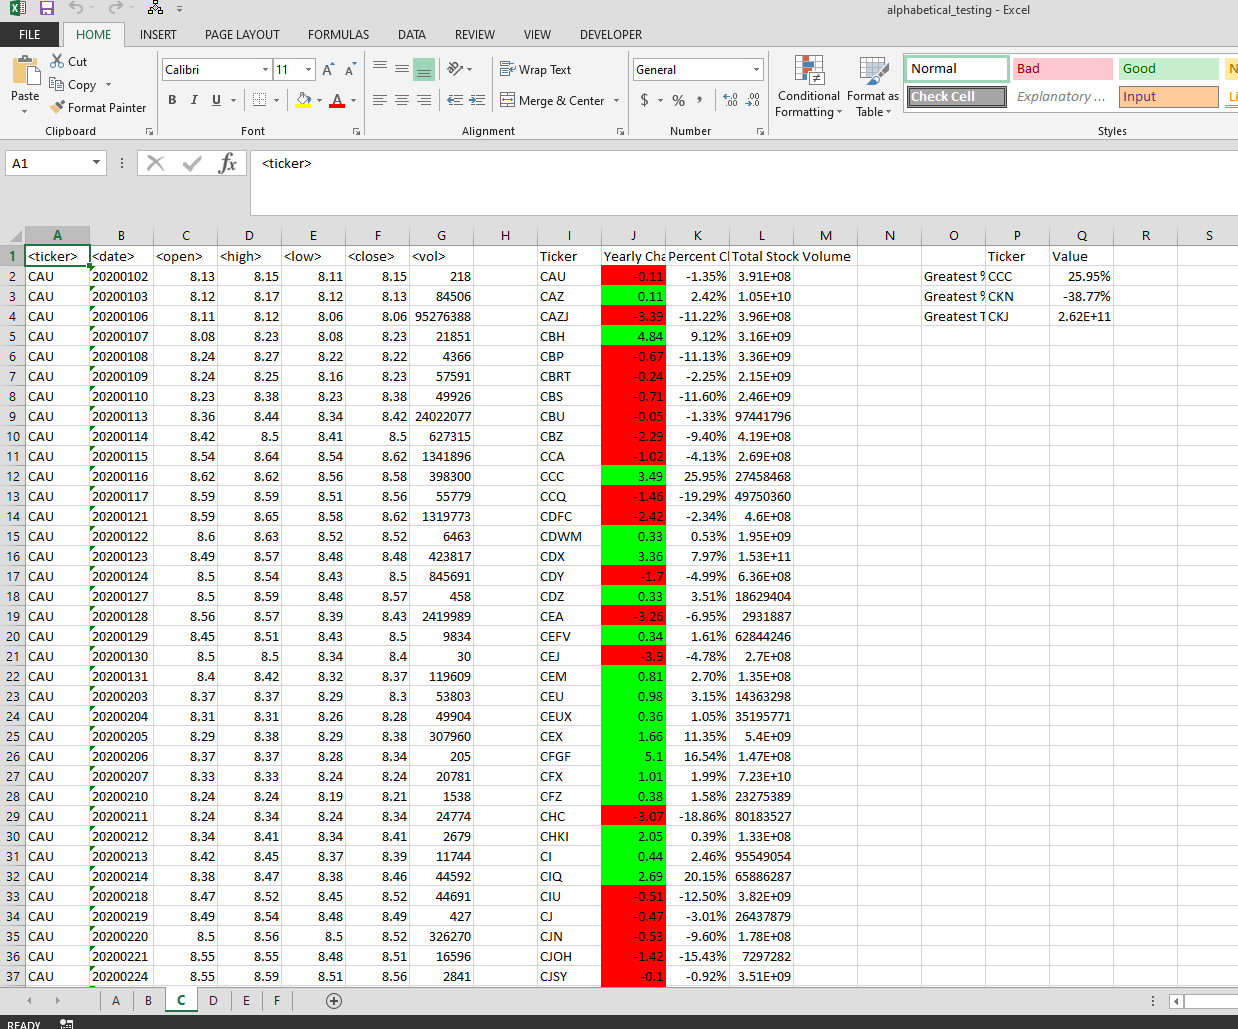 alphabetical_testing - Excel
FILE HOME INSERT PAGE LAYOUT FORMULAS DATA REVIEW VIEW DEVELOPER
Paste
Cut
Copy
Format Painter
Clipboard
Calibri 11
B I U
A A
Font
Wrap Text
Merge & Center
Alignment
General
$ % ,
Number
Conditional Formatting
Format as Table
Normal Bad Good N
Check Cell Explanatory ... Input Li
Styles
A1 fx <ticker>
A B C D E F G H I J K L M N O P Q R S
1 <ticker> <date> <open> <high> <low> <close> <vol> Ticker Yearly Cha Percent C Total Stock Volume Ticker Value
2 CAU 20200102 8.13 8.15 8.11 8.15 218 CAU -0.11 -1.35% 3.91E+08 Greatest % CCC 25.95%
3 CAU 20200103 8.12 8.17 8.12 8.13 84506 CAZ 0.11 2.42% 1.05E+10 Greatest % CKN -38.77%
4 CAU 20200106 8.11 8.12 8.06 8.06 95276388 CAZJ -3.39 -11.22% 3.96E+08 Greatest T CKJ 2.62E+11
5 CAU 20200107 8.08 8.23 8.08 8.23 21851 CBH 4.84 9.12% 3.16E+09
6 CAU 20200108 8.24 8.27 8.22 8.22 4366 CBP -0.67 -11.13% 3.36E+09
7 CAU 20200109 8.24 8.25 8.16 8.23 57591 CBRT -0.24 -2.25% 2.15E+09
8 CAU 20200110 8.23 8.38 8.23 8.38 49926 CBS -0.71 -11.60% 2.46E+09
9 CAU 20200113 8.36 8.44 8.34 8.42 24022077 CBU -0.05 -1.33% 97441796
10 CAU 20200114 8.42 8.5 8.41 8.5 627315 CBZ -2.29 -9.40% 4.19E+08
11 CAU 20200115 8.54 8.64 8.54 8.62 1341896 CCA -1.02 -4.13% 2.69E+08
12 CAU 20200116 8.62 8.62 8.56 8.58 398300 CCC 3.49 25.95% 27458468
13 CAU 20200117 8.59 8.59 8.51 8.56 55779 CCQ -1.46 -19.29% 49750360
14 CAU 20200121 8.59 8.65 8.58 8.62 1319773 CDFC -2.42 -2.34% 4.6E+08
15 CAU 20200122 8.6 8.63 8.52 8.52 6463 CDWM 0.33 0.53% 1.95E+09
16 CAU 20200123 8.49 8.57 8.48 8.48 423817 CDX 3.36 7.97% 1.53E+11
17 CAU 20200124 8.5 8.54 8.43 8.5 845691 CDY -1.7 -4.99% 6.36E+08
18 CAU 20200127 8.5 8.59 8.48 8.57 458 CDZ 0.33 3.51% 18629404
19 CAU 20200128 8.56 8.57 8.39 8.43 2419989 CEA -3.26 -6.95% 2931887
20 CAU 20200129 8.45 8.51 8.43 8.5 9834 CEFV 0.34 1.61% 62844246
21 CAU 20200130 8.5 8.5 8.34 8.4 30 CEJ -3.9 -4.78% 2.7E+08
22 CAU 20200131 8.4 8.42 8.32 8.37 119609 CEM 0.81 2.70% 1.35E+08
23 CAU 20200203 8.37 8.37 8.29 8.3 53803 CEU 0.98 3.15% 14363298
24 CAU 20200204 8.31 8.31 8.26 8.28 49904 CEUX 0.36 1.05% 35195771
25 CAU 20200205 8.29 8.38 8.29 8.38 307960 CEX 1.66 11.35% 5.4E+09
26 CAU 20200206 8.37 8.37 8.28 8.34 205 CFGF 5.1 16.54% 1.47E+08
27 CAU 20200207 8.33 8.33 8.24 8.24 20781 CFX 1.01 1.99% 7.23E+10
28 CAU 20200210 8.24 8.24 8.19 8.21 1538 CFZ 0.38 1.58% 23275389
29 CAU 20200211 8.24 8.34 8.24 8.34 24774 CHC -3.07 -18.86% 80183527
30 CAU 20200212 8.34 8.41 8.34 8.41 2679 CHKI 2.05 0.39% 1.33E+08
31 CAU 20200213 8.42 8.45 8.37 8.39 11744 CI 0.44 2.46% 95549054
32 CAU 20200214 8.38 8.47 8.38 8.46 44592 CIQ 2.69 20.15% 65886287
33 CAU 20200218 8.47 8.52 8.45 8.52 44691 CIU -0.51 -12.50% 3.82E+09
34 CAU 20200219 8.49 8.54 8.48 8.49 427 CJ -0.47 -3.01% 26437879
35 CAU 20200220 8.5 8.56 8.5 8.52 326270 CJN -0.53 -9.60% 1.78E+08
36 CAU 20200221 8.55 8.55 8.48 8.51 16596 CJOH -1.42 -15.43% 7297282
37 CAU 20200224 8.55 8.59 8.51 8.56 2841 CJSY -0.1 -0.92% 3.51E+09
A B C D E F
READY